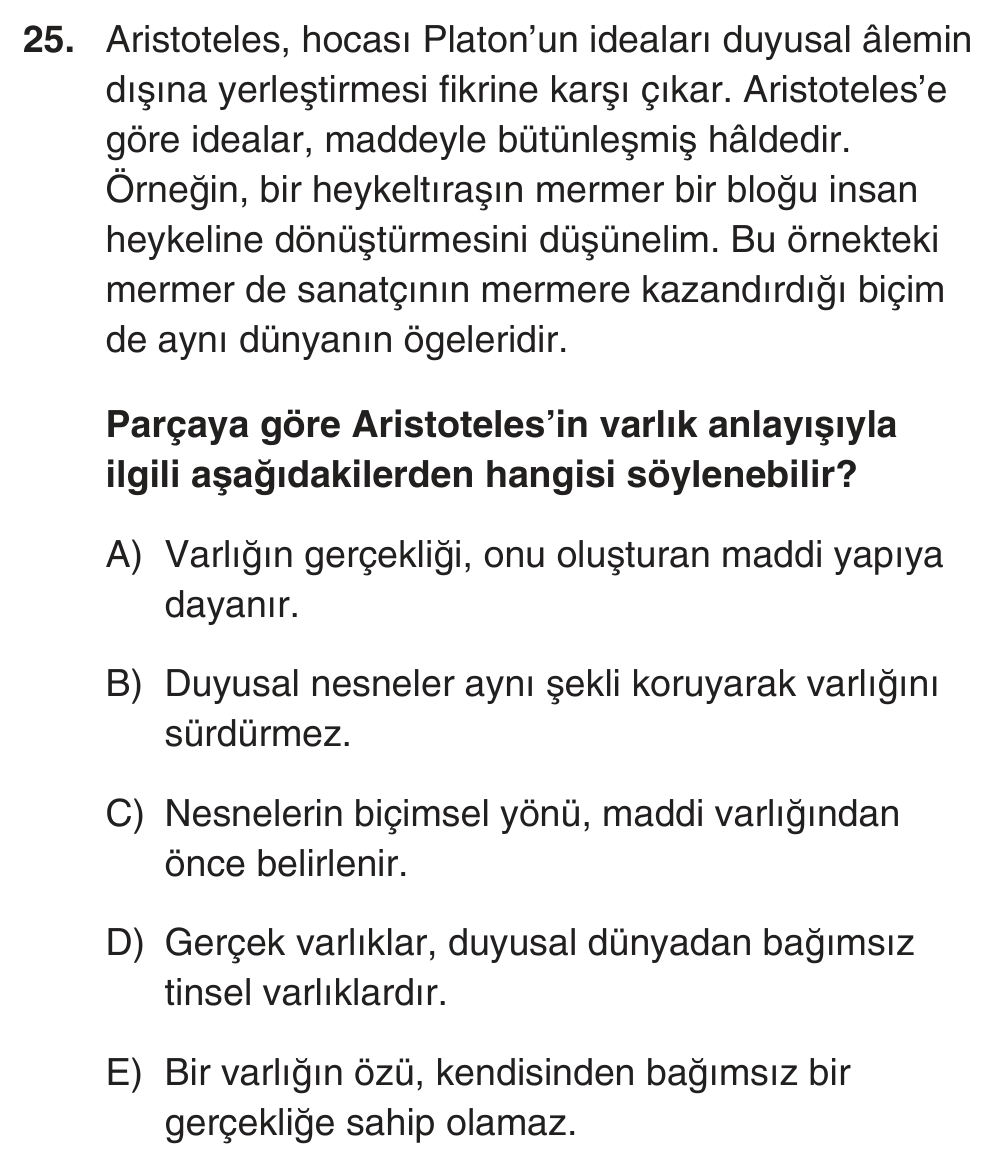 25. Aristoteles, hocası Platon’un ideaları duyusal âlemin
dışına yerleştirmesi fikrine karşı çıkar. Aristoteles’e
göre idealar, maddeyle bütünleşmiş hâldedir.
Örneğin, bir heykeltıraşın mermer bir bloğu insan
heykeline dönüştürmesini düşünelim. Bu örnekteki
mermer de sanatçının mermere kazandırdığı biçim
de aynı dünyanın ögeleridir.
Parçaya göre Aristoteles’in varlık anlayışıyla
ilgili aşağıdakilerden hangisi söylenebilir?
A) Varlığın gerçekliği, onu oluşturan maddi yapıya
dayanır.
B) Duyusal nesneler aynı şekli koruyarak varlığını
sürdürmez.
C) Nesnelerin biçimsel yönü, maddi varlığından
önce belirlenir.
D) Gerçek varlıklar, duyusal dünyadan bağımsız
tinsel varlıklardır.
E) Bir varlığın özü, kendisinden bağımsız bir
gerçekliğe sahip olamaz.